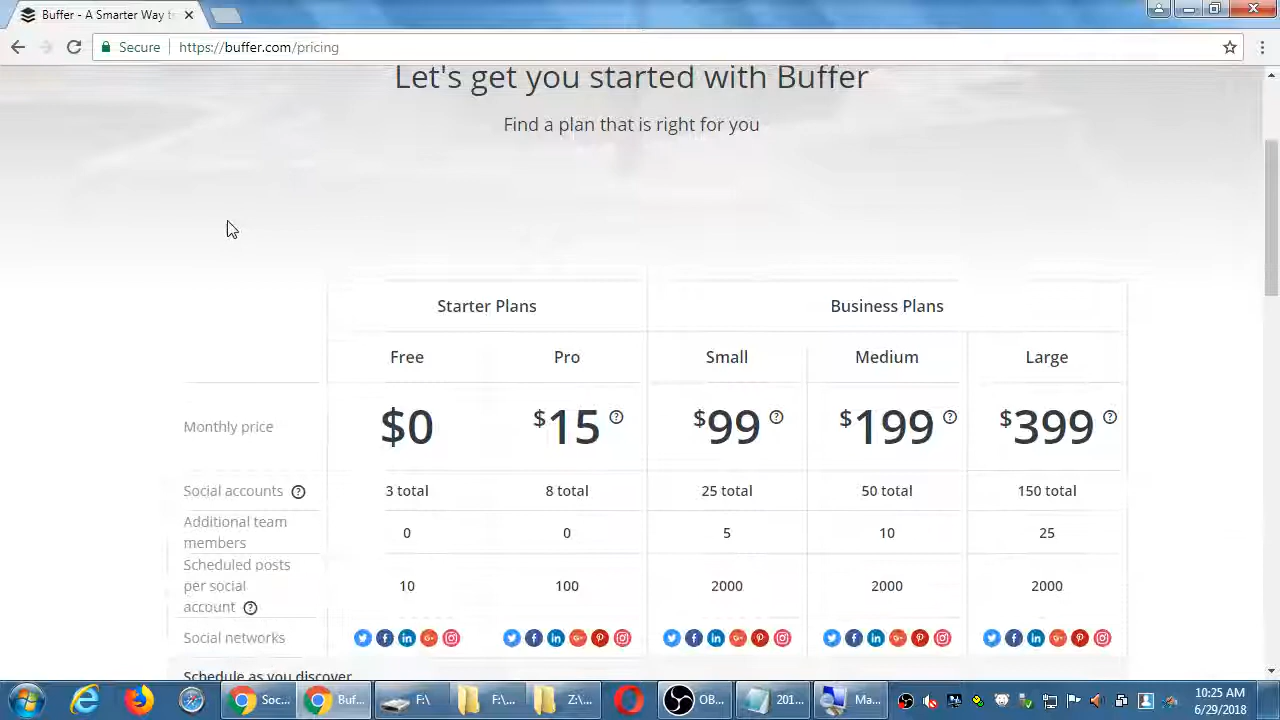 Buffer - A Smarter Way to
Secure https://buffer.com/pricing
Let's get you started with Buffer
Find a plan that is right for you
Starter Plans Business Plans
Free Pro Small Medium Large
Monthly price $0 $15 ? $99 ? $199 ? $399 ?
Social accounts ? 3 total 8 total 25 total 50 total 150 total
Additional team
members 0 0 5 10 25
Scheduled posts
per social
account ? 10 100 2000 2000 2000
Social networks
Schedule as you discover
Soc... Buf... F:\ F:\... Z:\... OB... 201... Ma...
10:25 AM
6/29/2018